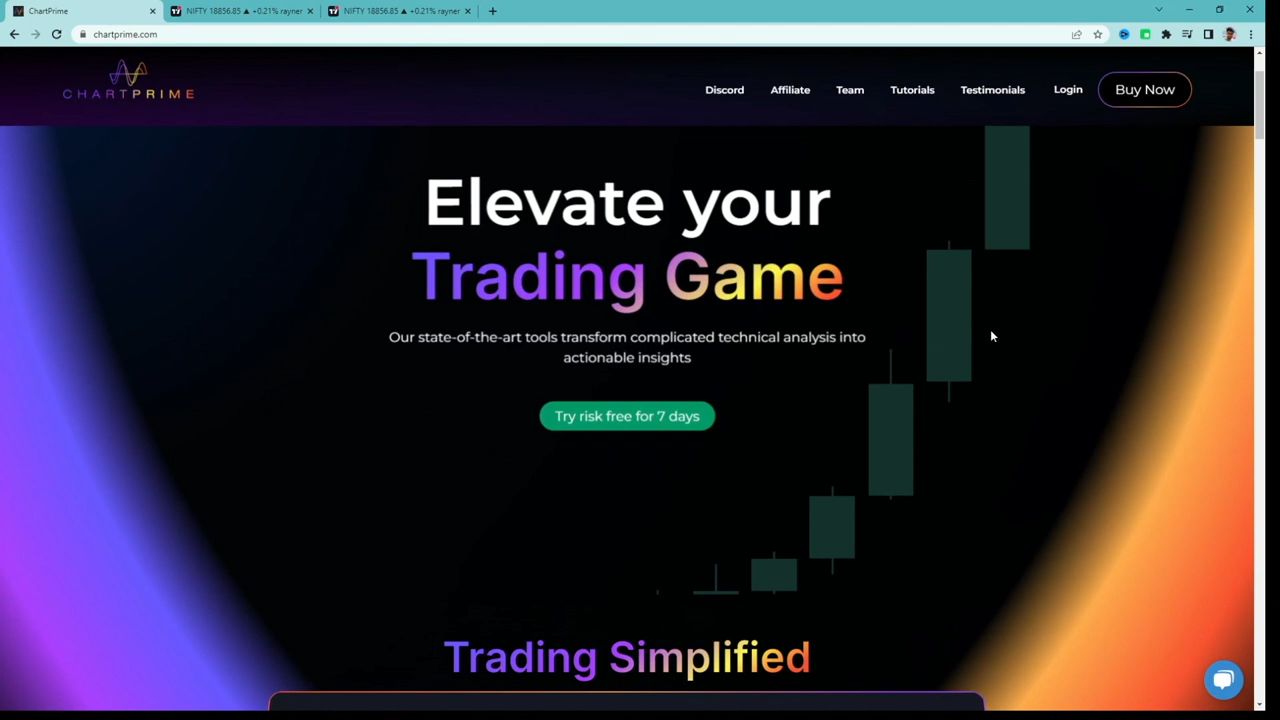 ChartPrime
NIFTY 18856.85 ▲ +0.21% rayner
NIFTY 18856.85 ▲ +0.21% rayner
chartprime.com
CHARTPRIME
Discord
Affiliate
Team
Tutorials
Testimonials
Login
Buy Now
Elevate your
Trading Game
Our state-of-the-art tools transform complicated technical analysis into
actionable insights
Try risk free for 7 days
Trading Simplified